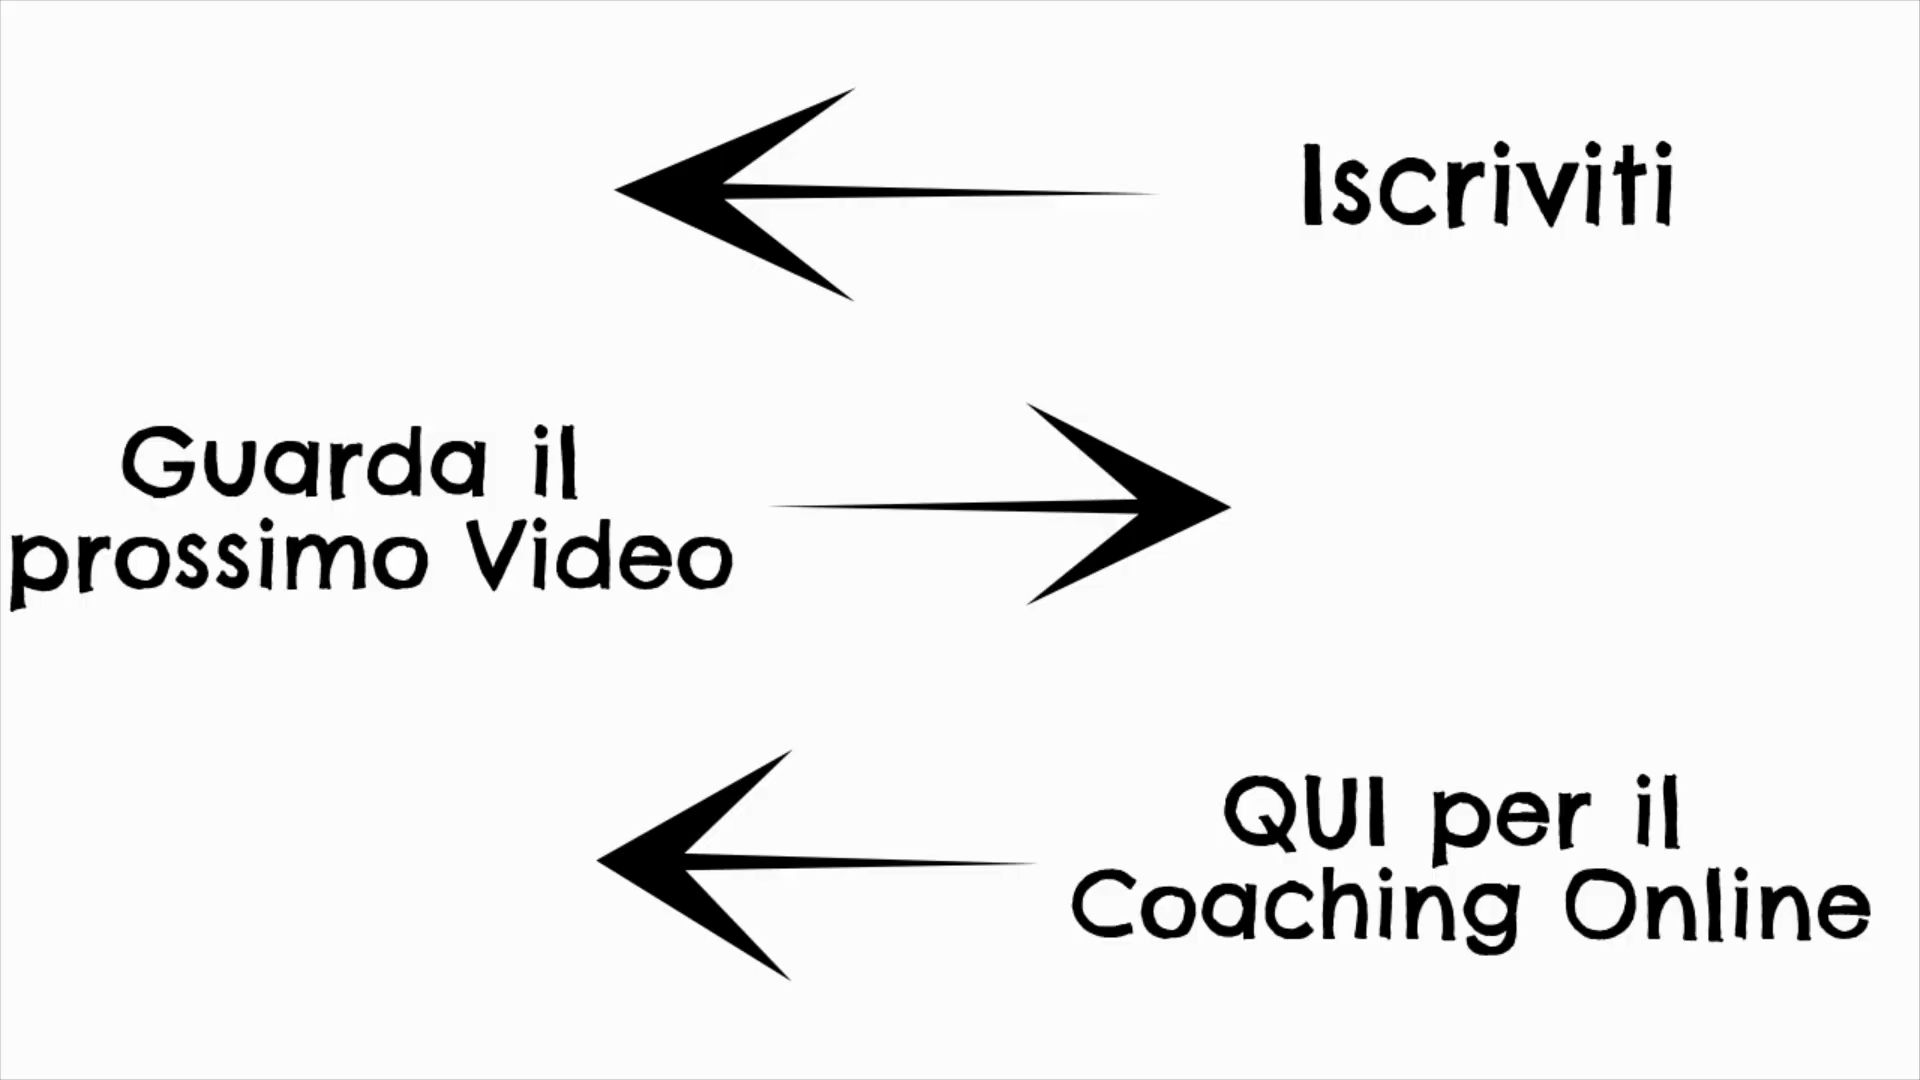 Iscriviti
Guarda il
prossimo Video
QUI per il
Coaching Online